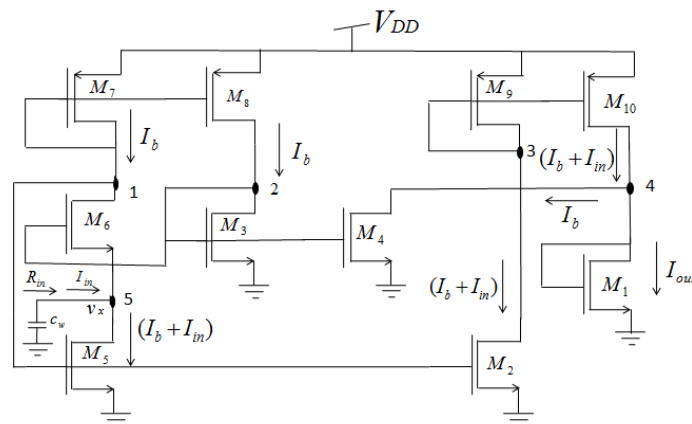 V_DD
M_7
M_8
M_9
M_10
I_b
I_b
3
(I_b + I_in)
1
2
4
M_6
M_3
M_4
I_b
M_1
I_ou
R_in
I_in
5
v_x
c_w
(I_b + I_in)
(I_b + I_in)
M_5
M_2